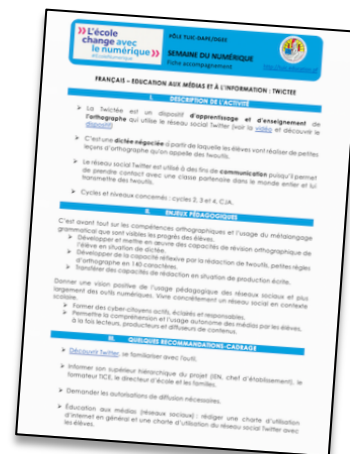 L'école
change avec
le numérique
#EcoleNumerique
PÔLE TUIC DAPE/DGEE
SEMAINE DU NUMÉRIQUE
Fiche accompagnement
FRANÇAIS – EDUCATION AUX MÉDIAS ET À L'INFORMATION : TWICTEE
I. DESCRIPTION DE L'ACTIVITÉ
➢ La Twictée est un dispositif d'apprentissage et d'enseignement de
l'orthographe qui utilise le réseau social Twitter (voir la vidéo et découvrir le
dispositif)
➢ C'est une dictée négociée à partir de laquelle les élèves vont réaliser de petites
leçons d'orthographe qu'on appelle des twoutils.
➢ Le réseau social Twitter est utilisé à des fins de communication puisqu'il permet
de prendre contact avec une classe partenaire dans le monde entier et lui
transmettre des twoutils.
➢ Cycles et niveaux concernés : cycles 2, 3 et 4, CJA.
II. ENJEUX PÉDAGOGIQUES
C'est avant tout sur les compétences orthographiques et l'usage du métalangage
grammatical que sont visibles les progrès des élèves.
➢ Développer et mettre en œuvre des capacités de révision orthographique de
l'élève en situation de dictée.
➢ Développer de la capacité réflexive par la rédaction de twoutils, petites règles
d'orthographe en 140 caractères.
➢ Transférer des capacités de rédaction en situation de production écrite.
Donner une vision positive de l'usage pédagogique des réseaux sociaux et plus
largement des outils numériques. Vivre concrètement un réseau social en contexte
scolaire.
➢ Former des cyber-citoyens actifs, éclairés et responsables.
➢ Permettre la compréhension et l'usage autonome des médias par les élèves,
à la fois lecteurs, producteurs et diffuseurs de contenus.
III. QUELQUES RECOMMANDATIONS-CADRAGE
➢ Découvrir Twitter, se familiariser avec l'outil.
➢ Informer son supérieur hiérarchique du projet (IEN, chef d'établissement), le
formateur TICE, le directeur d'école et les familles.
➢ Demander les autorisations de diffusion nécessaires.
➢ Éducation aux médias (réseaux sociaux) : rédiger une charte d'utilisation
d'internet en général et une charte d'utilisation du réseau social Twitter avec
les élèves.